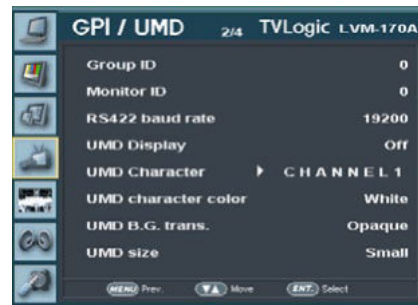 GPI / UMD 2/4 TVLogic LVM-170A
Group ID 0
Monitor ID 0
RS422 baud rate 19200
UMD Display Off
UMD Character CHANNEL1
UMD character color White
UMD B.G. trans. Opaque
UMD size Small
MENU Prev. Move ENT. Select